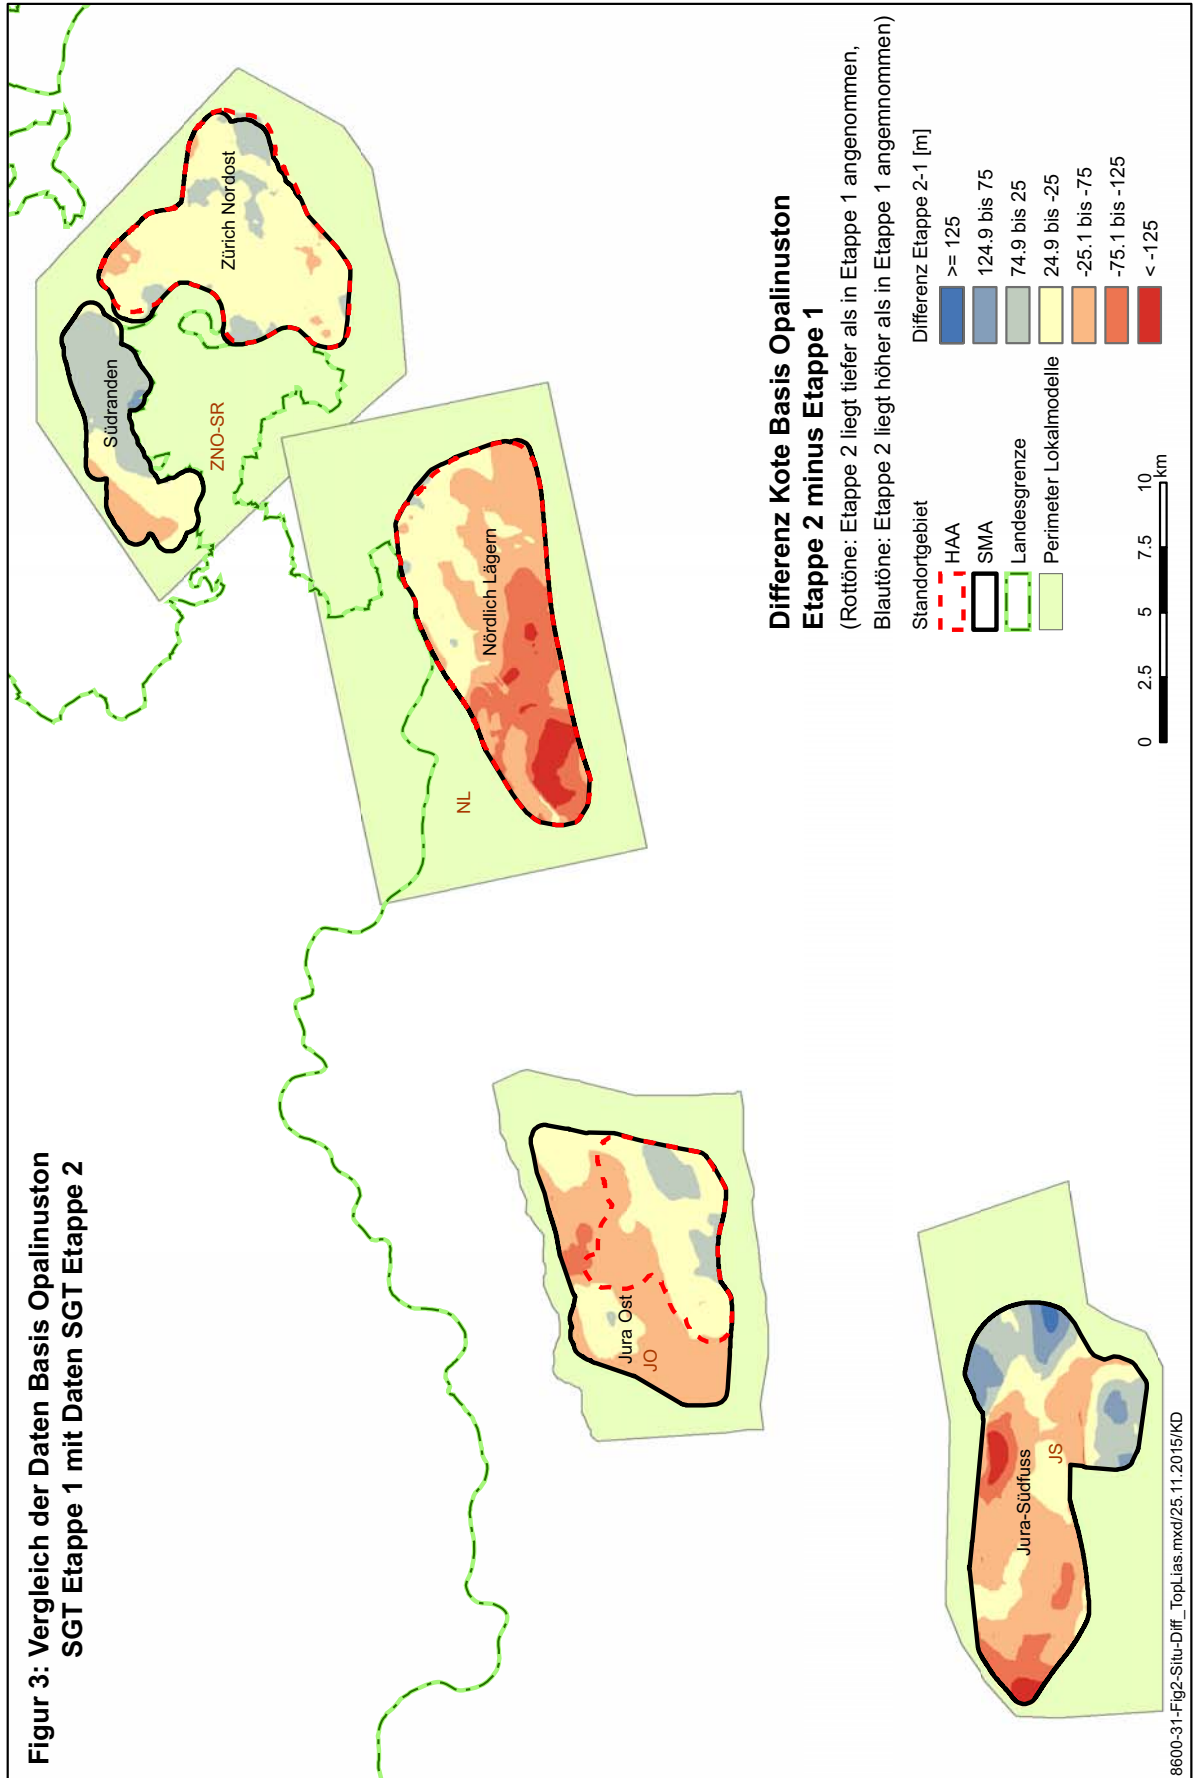 Figur 3: Vergleich der Daten Basis Opalinuston
SGT Etappe 1 mit Daten SGT Etappe 2
Südranden
Zürich Nordost
ZNO-SR
Nördlich Lägern
NL
Jura Ost
JO
Jura-Südfuss
JS
Differenz Kote Basis Opalinuston
Etappe 2 minus Etappe 1
(Rottöne: Etappe 2 liegt tiefer als in Etappe 1 angenommen,
Blautöne: Etappe 2 liegt höher als in Etappe 1 angemnommen)
Standortgebiet
HAA
SMA
Landesgrenze
Perimeter Lokalmodelle
Differenz Etappe 2-1 [m]
>= 125
124.9 bis 75
74.9 bis 25
24.9 bis -25
-25.1 bis -75
-75.1 bis -125
< -125
0 2.5 5 7.5 10 km
8600-31-Fig2-Situ-Diff_TopLias.mxd/25.11.2015/KD